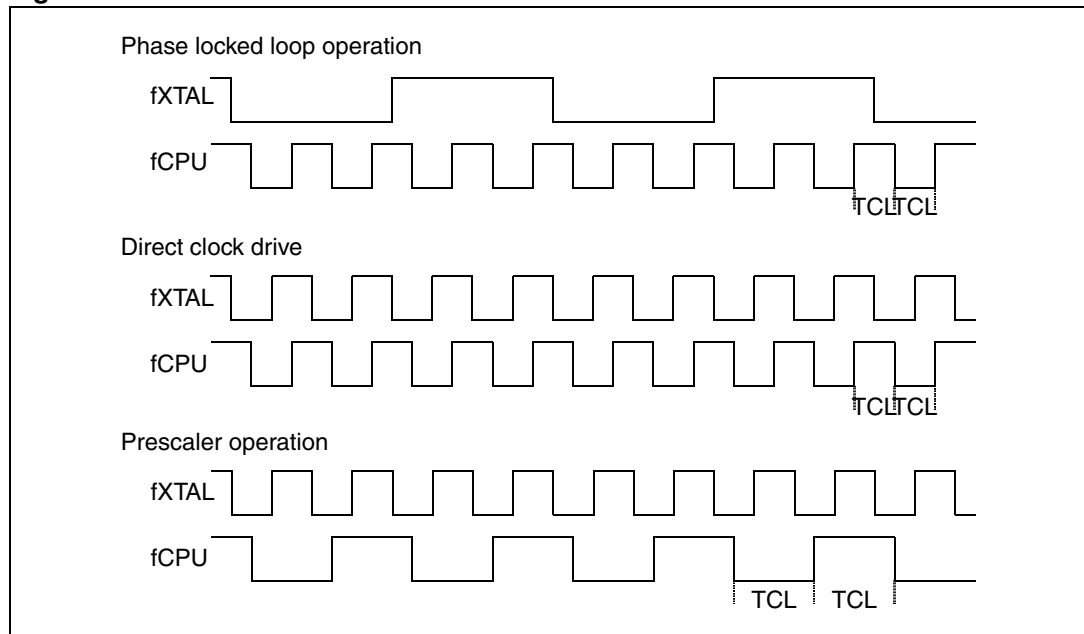 Phase locked loop operation
fXTAL
fCPU
TCL TCL
Direct clock drive
fXTAL
fCPU
TCL TCL
Prescaler operation
fXTAL
fCPU
TCL TCL